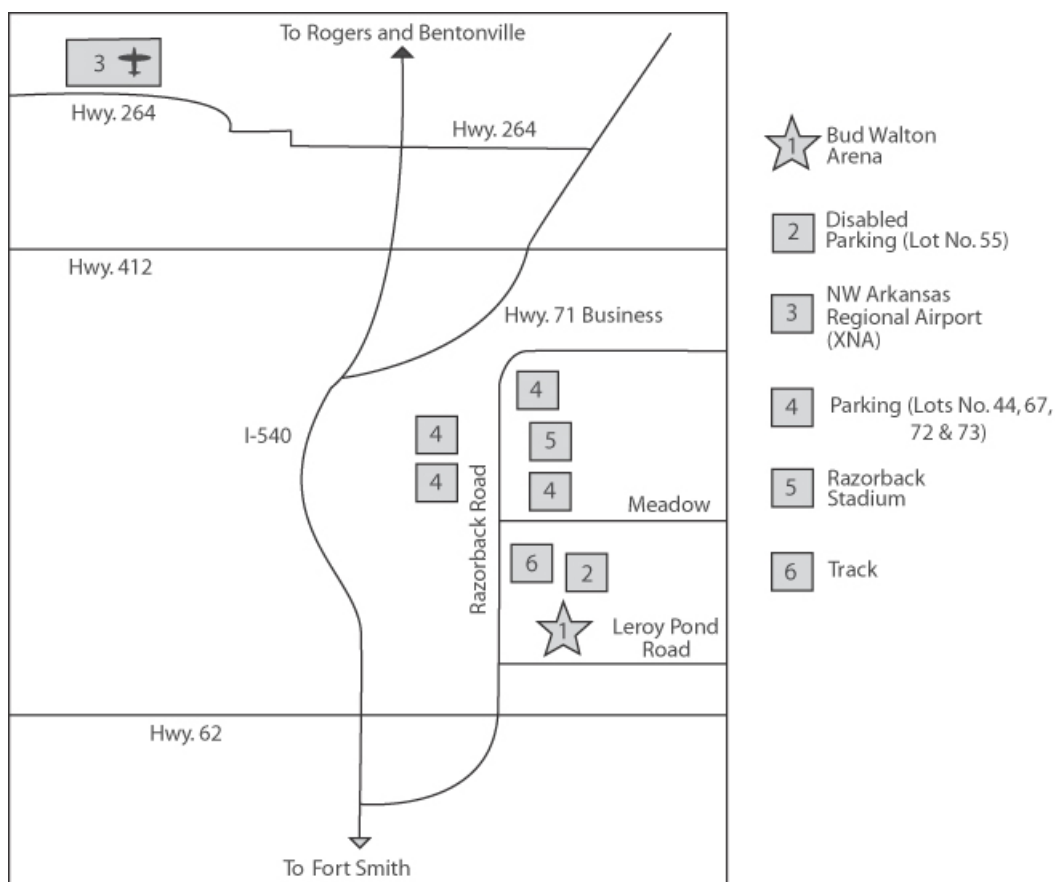 To Rogers and Bentonville
3
Hwy. 264
Hwy. 264
Hwy. 412
Hwy. 71 Business
I-540
4
4
4
5
4
Razorback Road
Meadow
6
2
1
Leroy Pond
Road
Hwy. 62
To Fort Smith
1
Bud Walton
Arena
2
Disabled
Parking (Lot No. 55)
3
NW Arkansas
Regional Airport
(XNA)
4
Parking (Lots No. 44, 67,
72 & 73)
5
Razorback
Stadium
6
Track